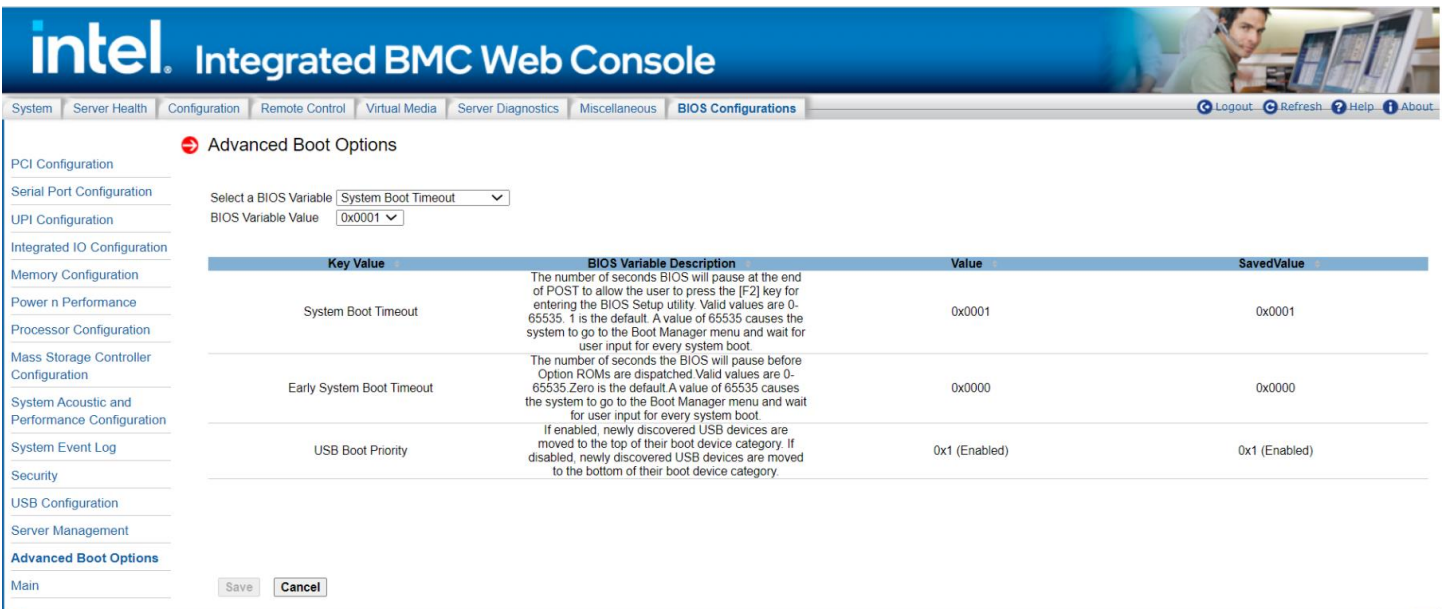 intel. Integrated BMC Web Console
System Server Health Configuration Remote Control Virtual Media Server Diagnostics Miscellaneous BIOS Configurations Logout Refresh Help About
PCI Configuration
Serial Port Configuration
UPI Configuration
Integrated IO Configuration
Memory Configuration
Power n Performance
Processor Configuration
Mass Storage Controller
Configuration
System Acoustic and
Performance Configuration
System Event Log
Security
USB Configuration
Server Management
Advanced Boot Options
Main
Advanced Boot Options
Select a BIOS Variable System Boot Timeout
BIOS Variable Value 0x0001
Key Value BIOS Variable Description Value SavedValue
System Boot Timeout
The number of seconds BIOS will pause at the end
of POST to allow the user to press the [F2] key for
entering the BIOS Setup utility. Valid values are 0-
65535. 1 is the default. A value of 65535 causes the
system to go to the Boot Manager menu and wait for
user input for every system boot.
0x0001
0x0001
Early System Boot Timeout
The number of seconds the BIOS will pause before
Option ROMs are dispatched.Valid values are 0-
65535.Zero is the default.A value of 65535 causes
the system to go to the Boot Manager menu and wait
for user input for every system boot.
0x0000
0x0000
USB Boot Priority
If enabled, newly discovered USB devices are
moved to the top of their boot device category. If
disabled, newly discovered USB devices are moved
to the bottom of their boot device category.
0x1 (Enabled)
0x1 (Enabled)
Save Cancel